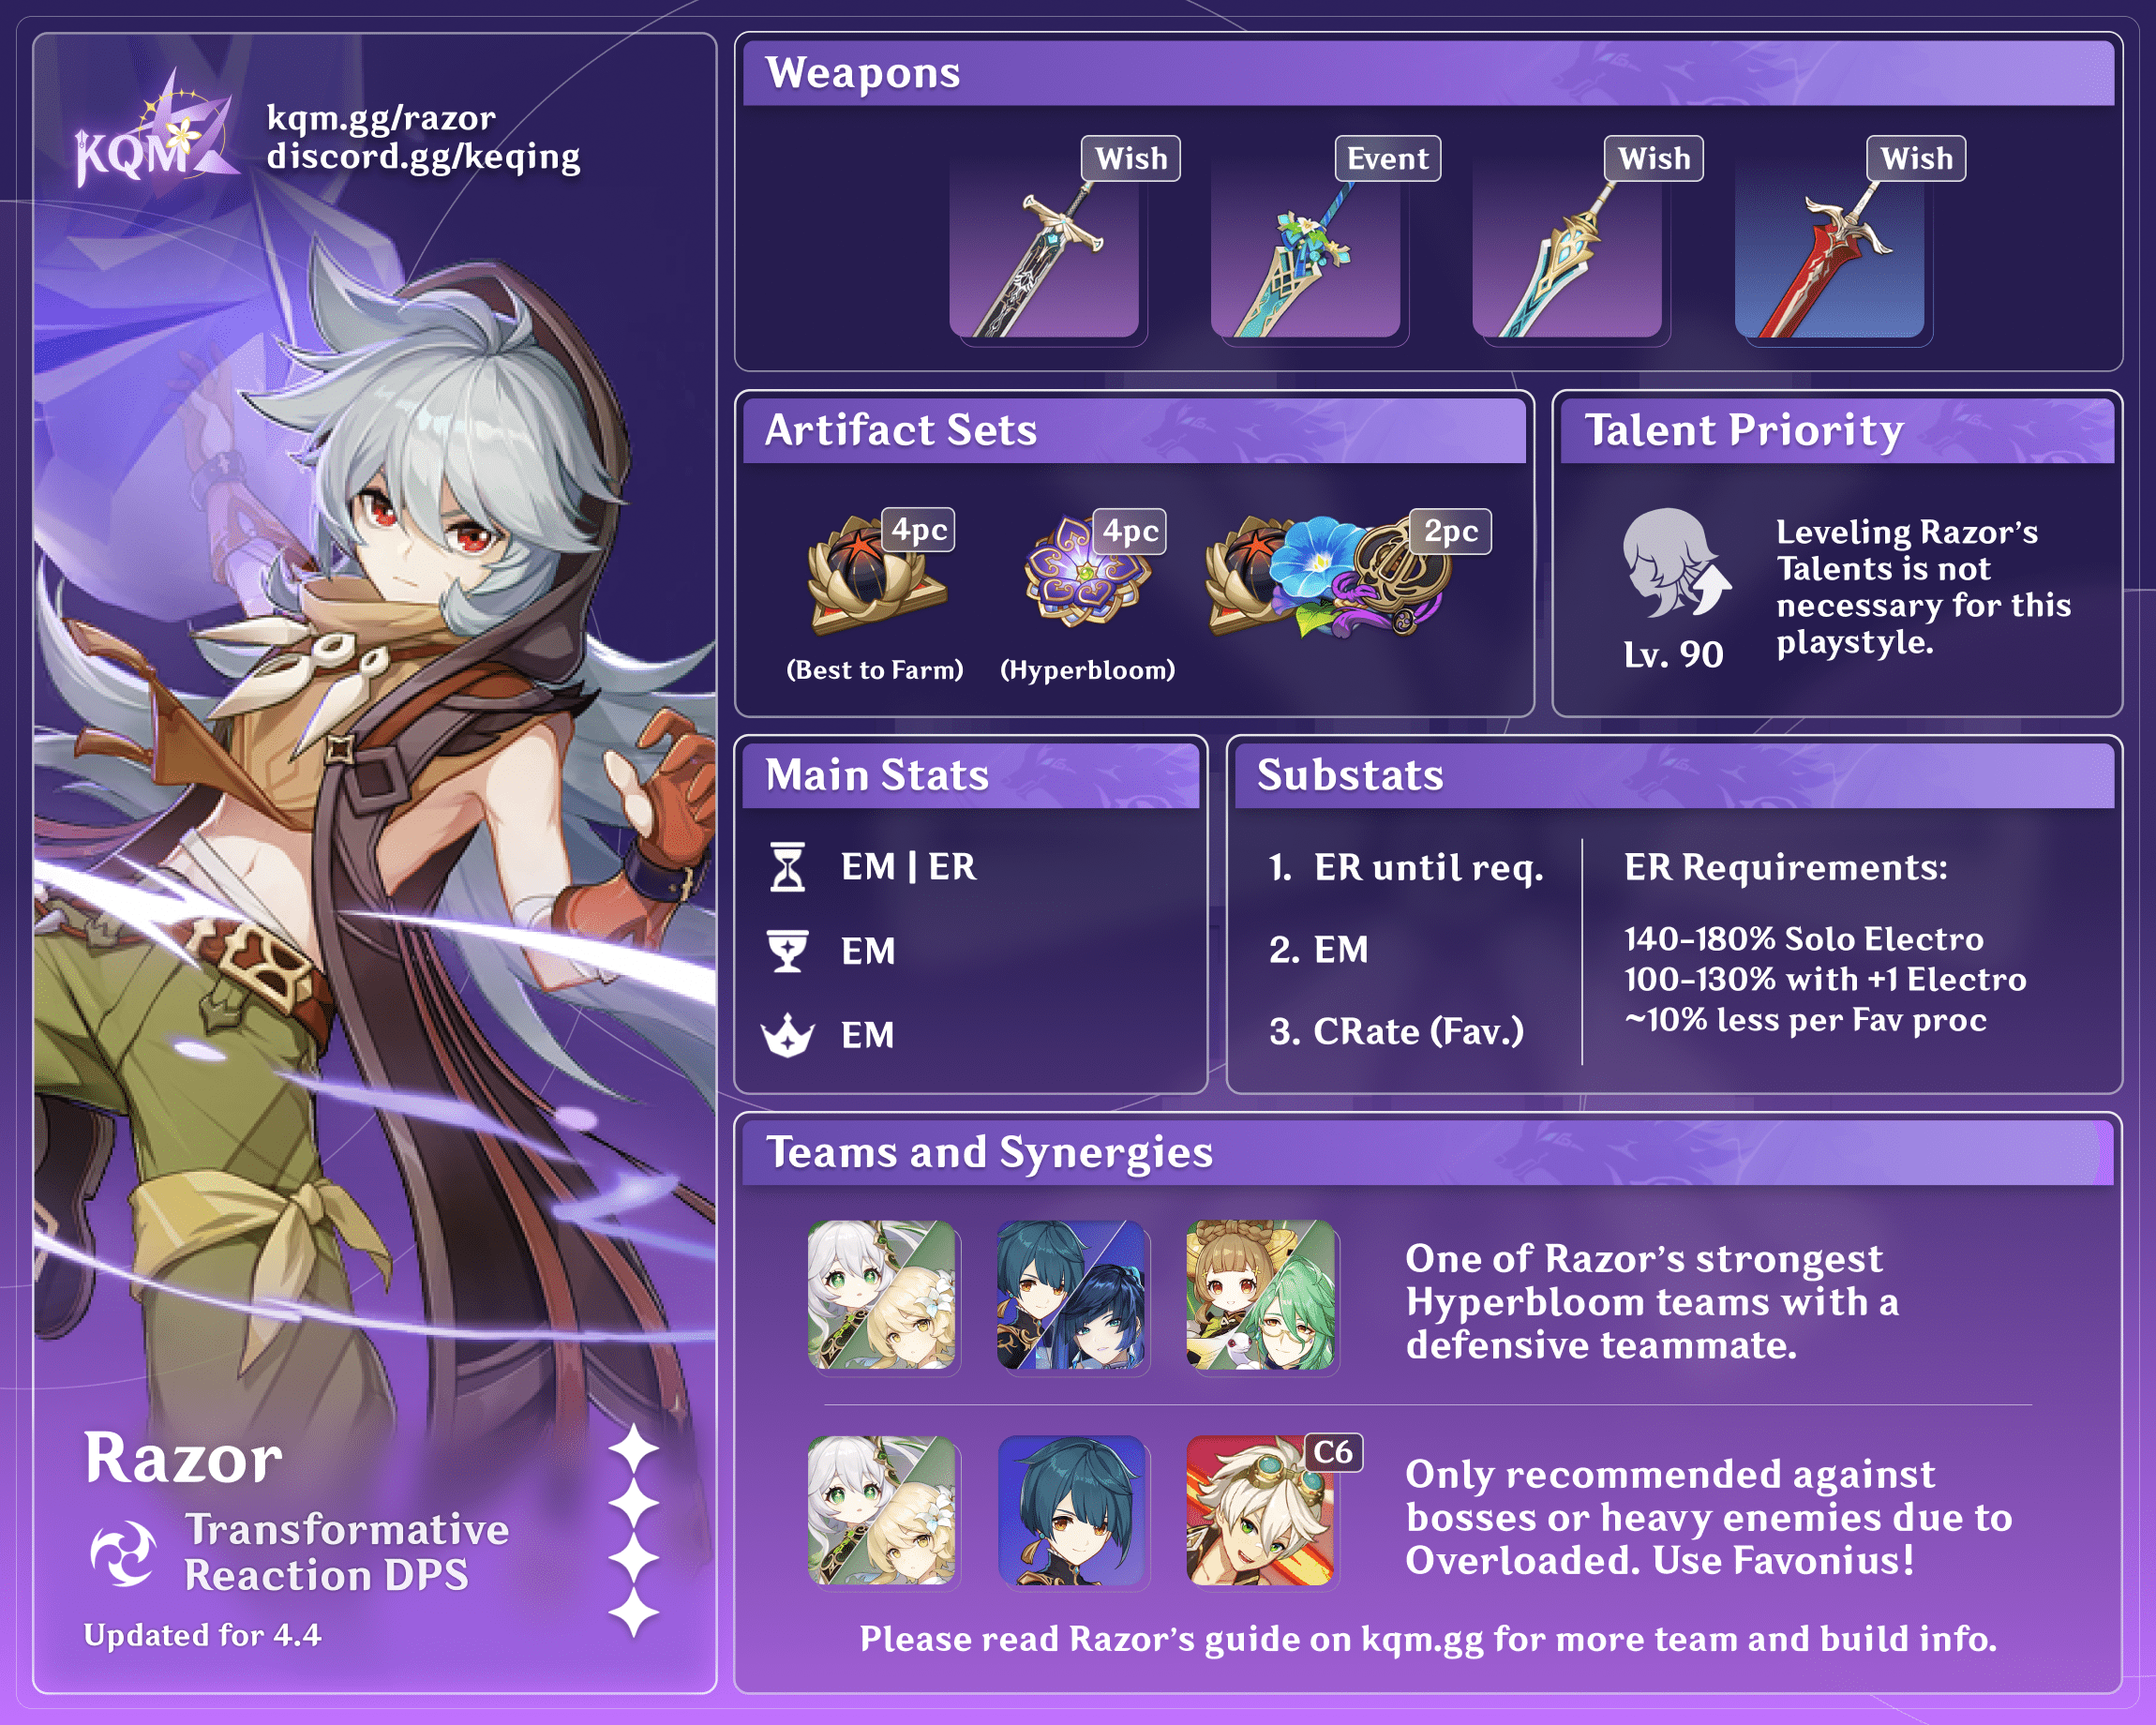 KQM
kqm.gg/razor
discord.gg/keqing
Razor
Transformative
Reaction DPS
Updated for 4.4
Weapons
Wish
Event
Wish
Wish
Artifact Sets
4pc
4pc
2pc
(Best to Farm)
(Hyperbloom)
Talent Priority
Lv. 90
Leveling Razor's
Talents is not
necessary for this
playstyle.
Main Stats
EM | ER
EM
EM
Substats
1. ER until req.
2. EM
3. CRate (Fav.)
ER Requirements:
140-180% Solo Electro
100-130% with +1 Electro
~10% less per Fav proc
Teams and Synergies
One of Razor's strongest
Hyperbloom teams with a
defensive teammate.
C6
Only recommended against
bosses or heavy enemies due to
Overloaded. Use Favonius!
Please read Razor's guide on kqm.gg for more team and build info.